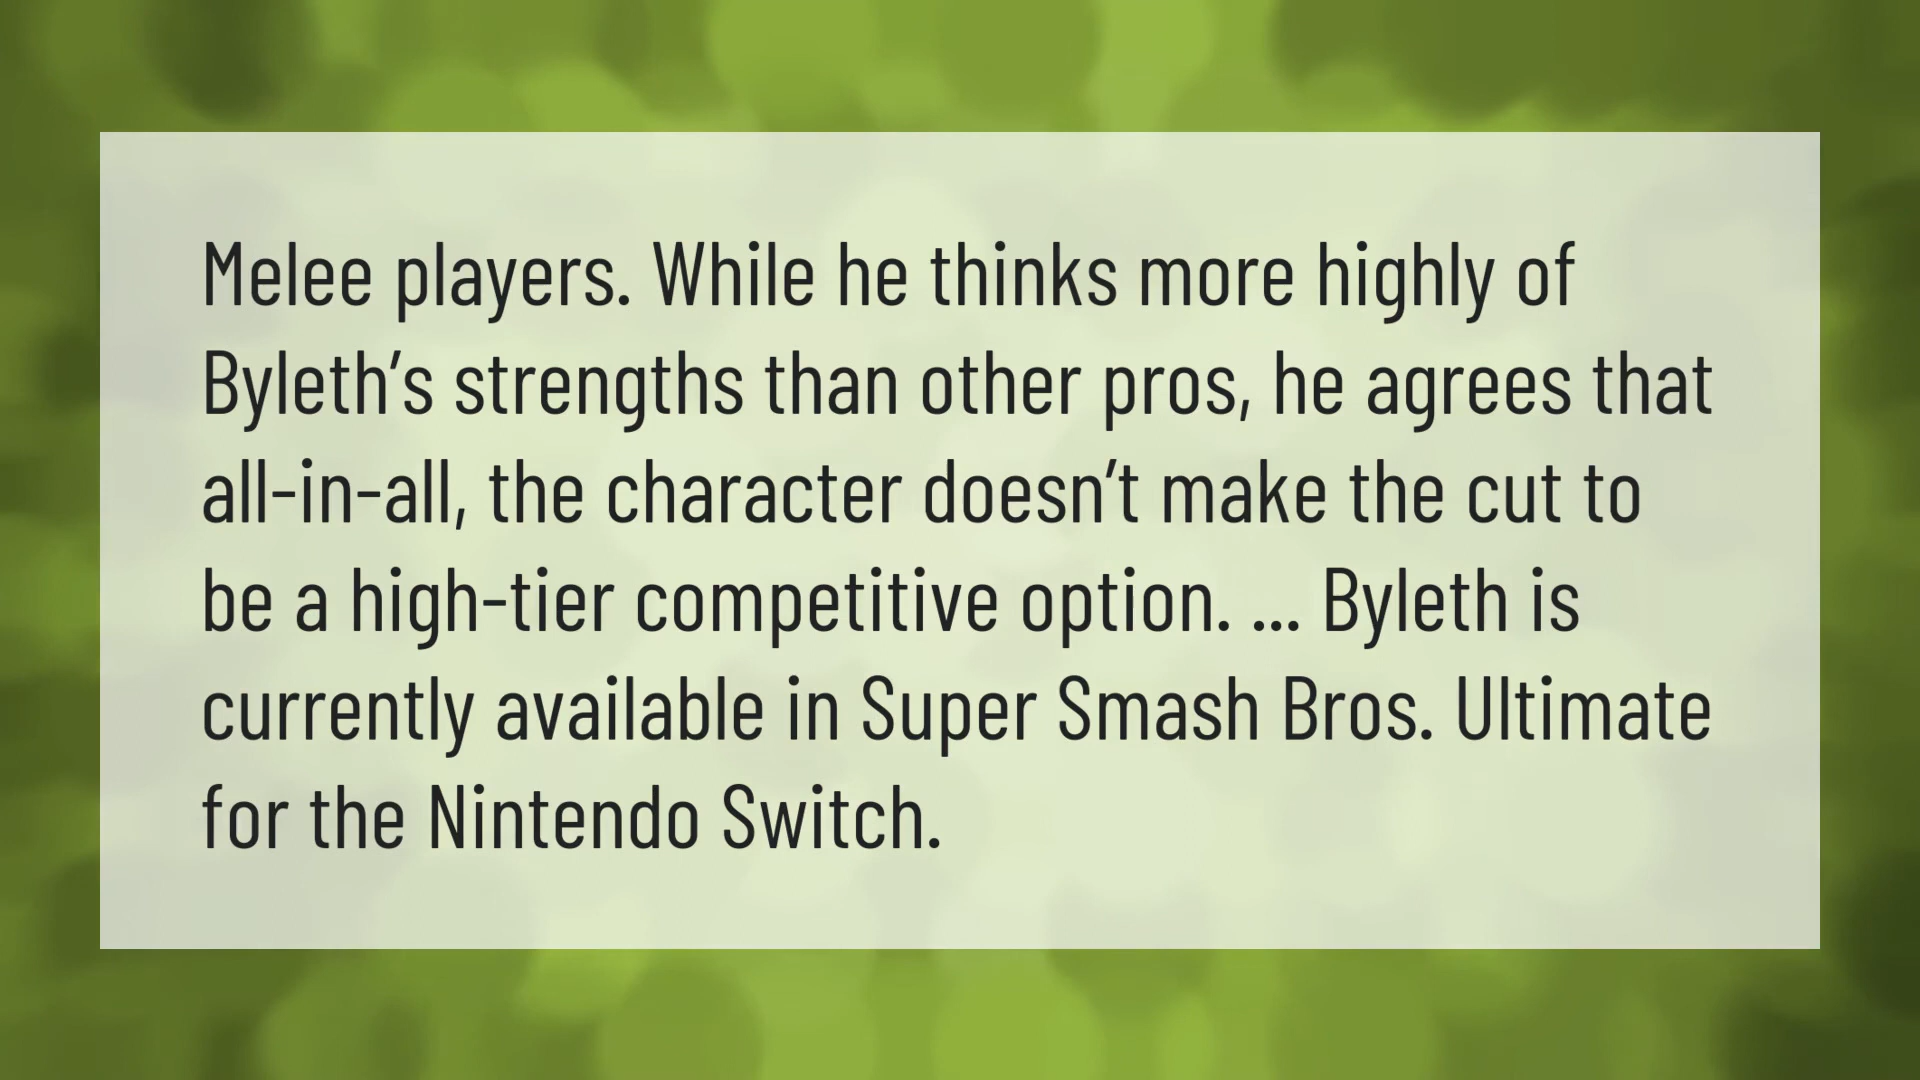 Melee players. While he thinks more highly of
Byleth’s strengths than other pros, he agrees that
all-in-all, the character doesn’t make the cut to
be a high-tier competitive option. ... Byleth is
currently available in Super Smash Bros. Ultimate
for the Nintendo Switch.